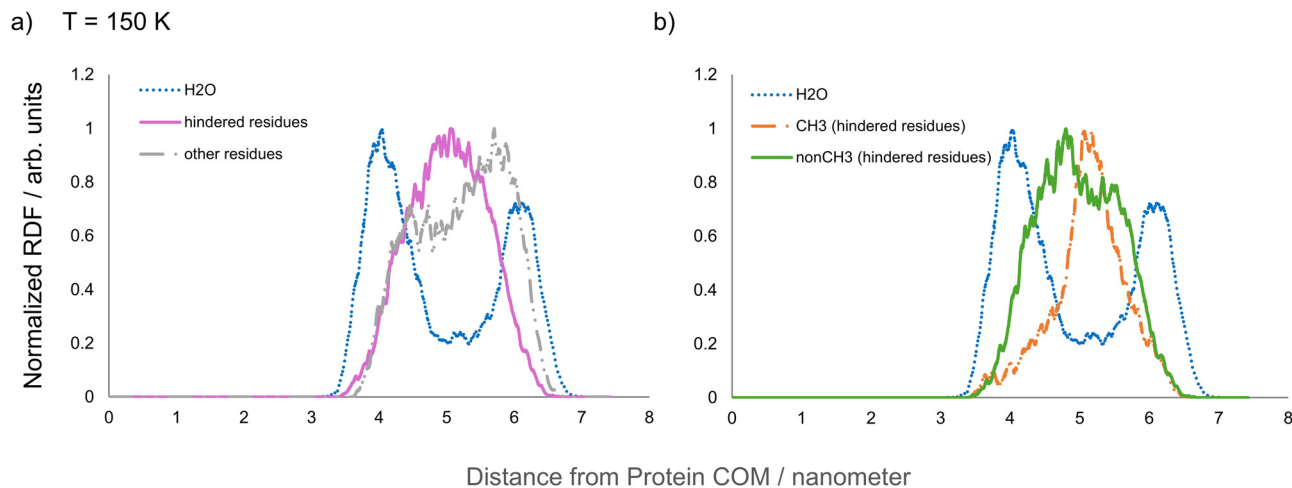 a) T = 150 K
b)
Normalized RDF / arb. units
1.2
1
0.8
0.6
0.4
0.2
0
H2O
hindered residues
other residues
0 1 2 3 4 5 6 7 8
1.2
1
0.8
0.6
0.4
0.2
0
H2O
CH3 (hindered residues)
nonCH3 (hindered residues)
0 1 2 3 4 5 6 7 8
Distance from Protein COM / nanometer